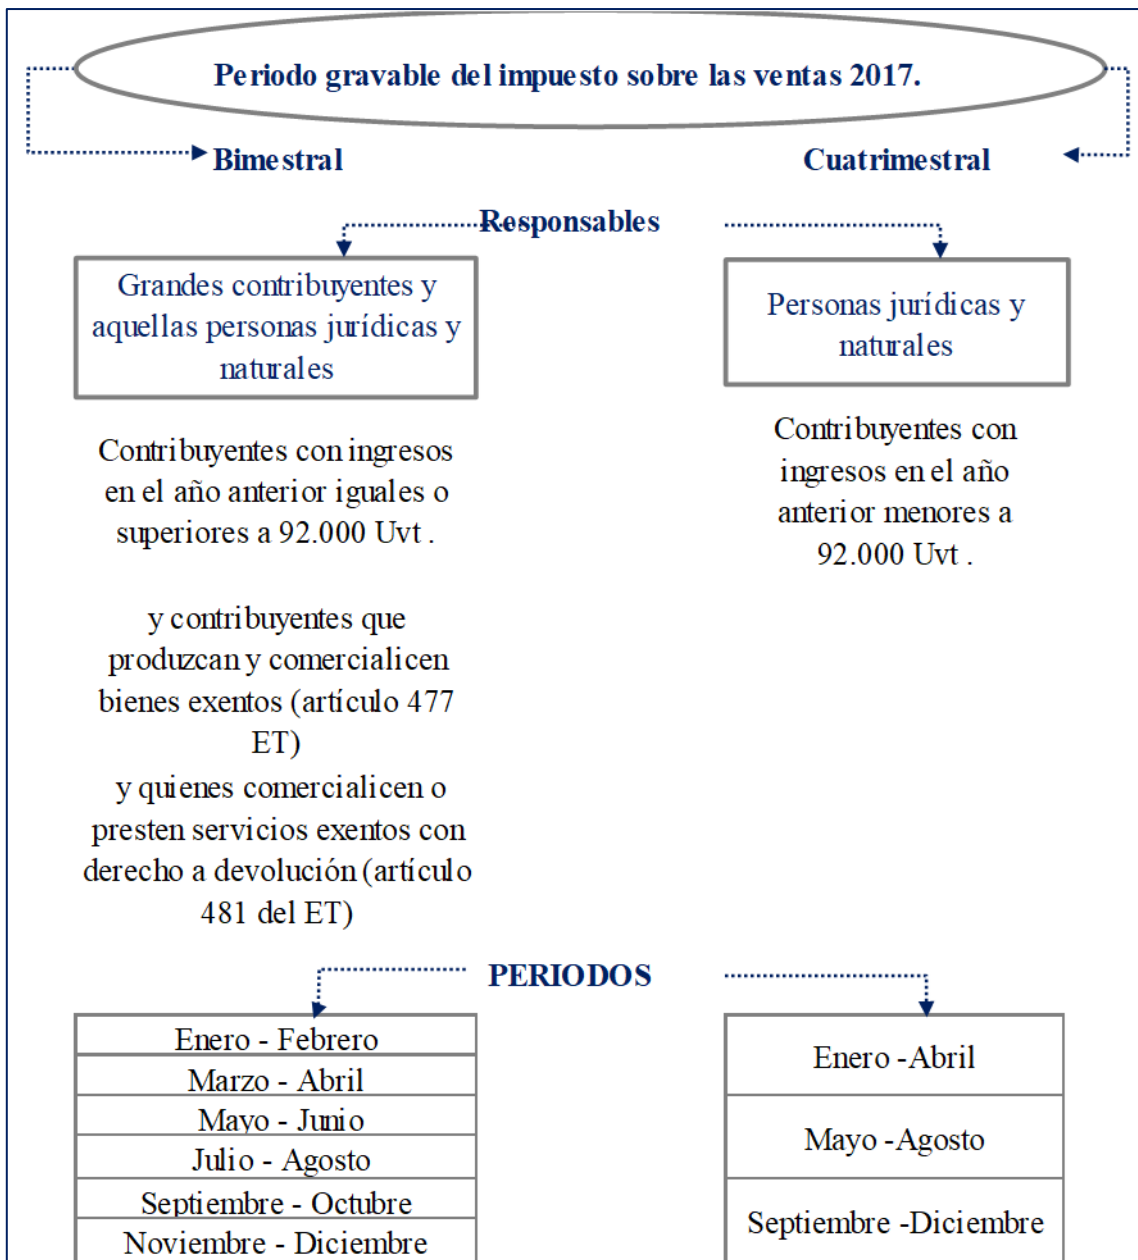 Periodo gravable del impuesto sobre las ventas 2017.
Bimestral
Cuatrimestral
Responsables
Grandes contribuyentes y
aquellas personas jurídicas y
naturales
Personas jurídicas y
naturales
Contribuyentes con ingresos
en el año anterior iguales o
superiores a 92.000 Uvt .
Contribuyentes con
ingresos en el año
anterior menores a
92.000 Uvt .
y contribuyentes que
produzcan y comercialicen
bienes exentos (artículo 477
ET)
y quienes comercialicen o
presten servicios exentos con
derecho a devolución (artículo
481 del ET)
PERIODOS
Enero - Febrero
Marzo - Abril
Mayo - Junio
Julio - Agosto
Septiembre - Octubre
Noviembre - Diciembre
Enero -Abril
Mayo -Agosto
Septiembre -Diciembre